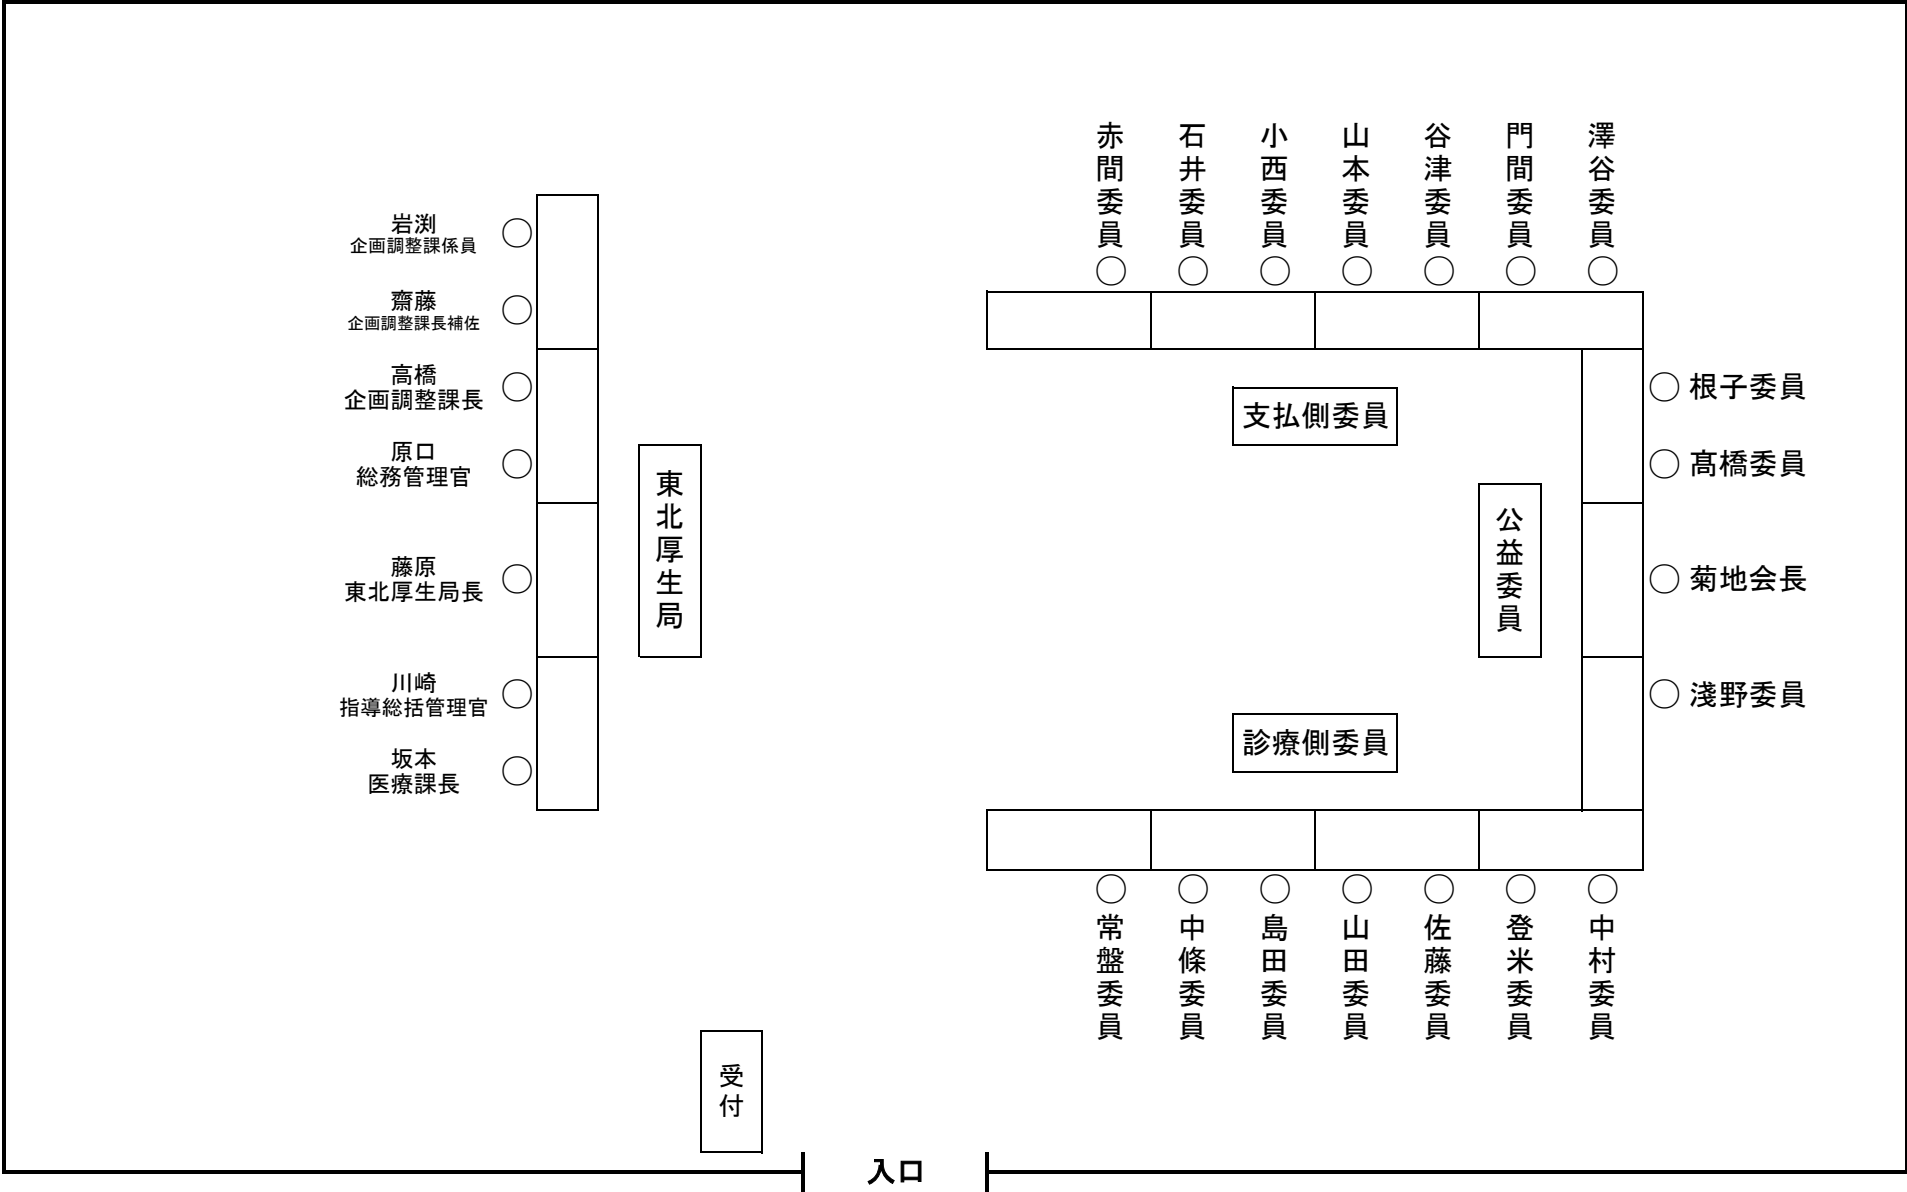 赤間委員
石井委員
小西委員
山本委員
谷津委員
門間委員
澤谷委員
岩渕
企画調整課係員
齋藤
企画調整課長補佐
高橋
企画調整課長
原口
総務管理官
藤原
東北厚生局長
川崎
指導総括管理官
坂本
医療課長
東北厚生局
支払側委員
公益委員
診療側委員
根子委員
髙橋委員
菊地会長
淺野委員
常盤委員
中條委員
島田委員
山田委員
佐藤委員
登米委員
中村委員
受付
入口